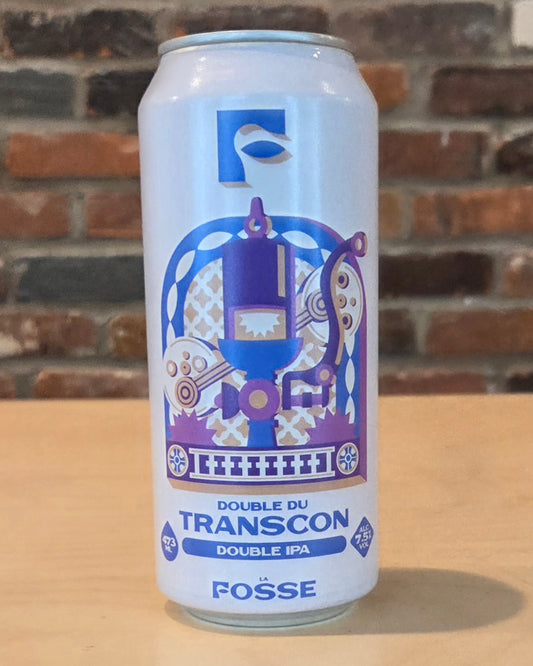 DOUBLE DU
TRANSCON
473
ML
DOUBLE IPA
ALC.
7.5%
VOL.
LA
FOSSE